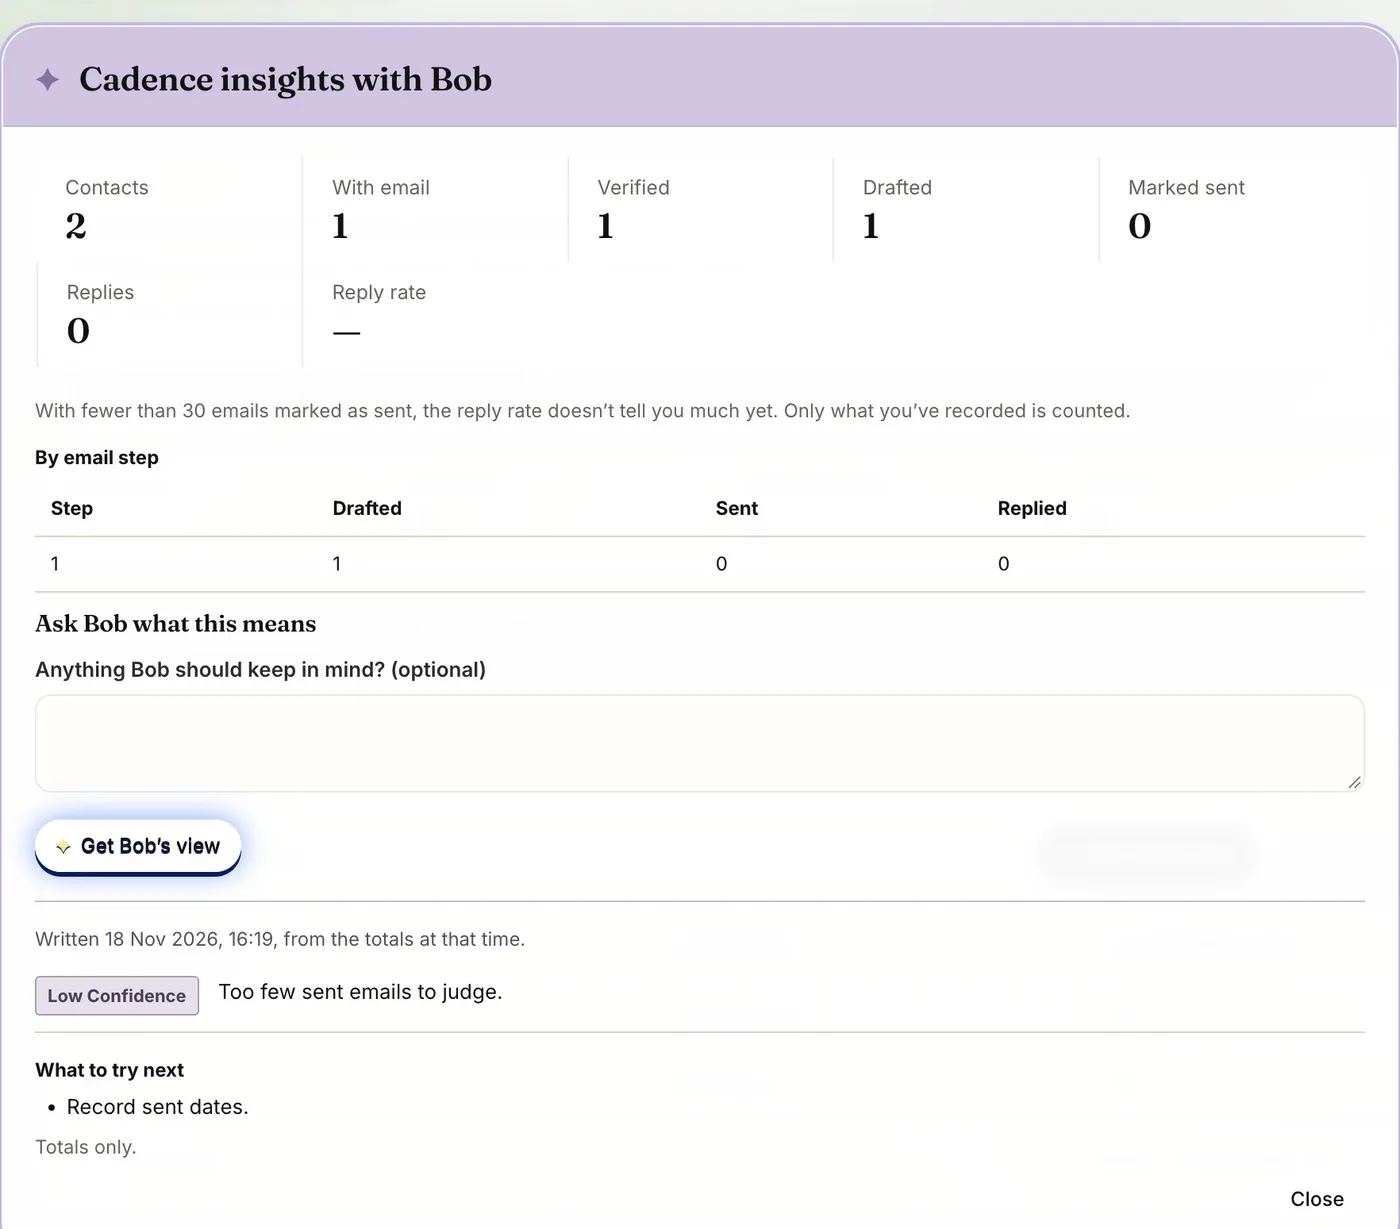 Cadence insights with Bob
Contacts
2
With email
1
Verified
1
Drafted
1
Marked sent
0
Replies
0
Reply rate
—
With fewer than 30 emails marked as sent, the reply rate doesn’t tell you much yet. Only what you’ve recorded is counted.
By email step
Step Drafted Sent Replied
1 1 0 0
Ask Bob what this means
Anything Bob should keep in mind? (optional)
Get Bob’s view
Written 18 Nov 2026, 16:19, from the totals at that time.
Low Confidence Too few sent emails to judge.
What to try next
• Record sent dates.
Totals only.
Close